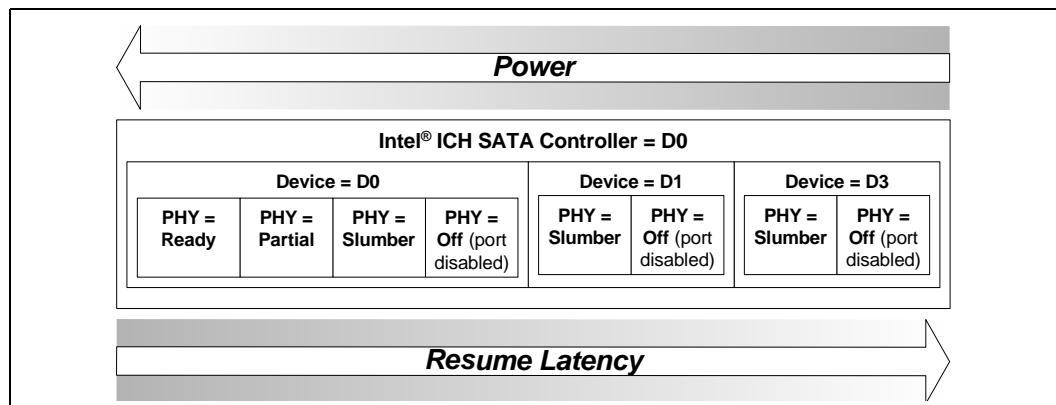 Power
Intel® ICH SATA Controller = D0
Device = D0
PHY =
Ready
PHY =
Partial
PHY =
Slumber
PHY =
Off (port
disabled)
Device = D1
PHY =
Slumber
PHY =
Off (port
disabled)
Device = D3
PHY =
Slumber
PHY =
Off (port
disabled)
Resume Latency